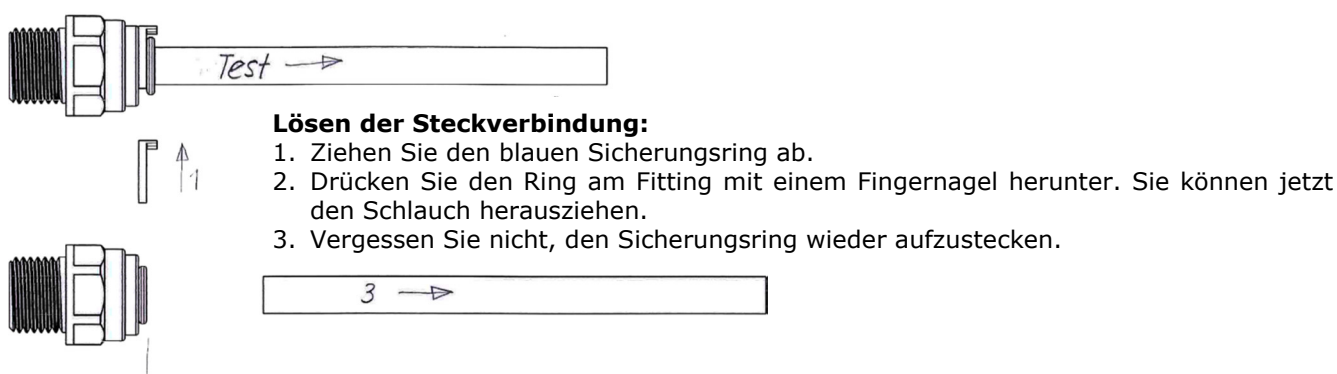 Test
Lösen der Steckverbindung:
1. Ziehen Sie den blauen Sicherungsring ab.
1
2. Drücken Sie den Ring am Fitting mit einem Fingernagel herunter. Sie können jetzt
den Schlauch herausziehen.
3. Vergessen Sie nicht, den Sicherungsring wieder aufzustecken.
3